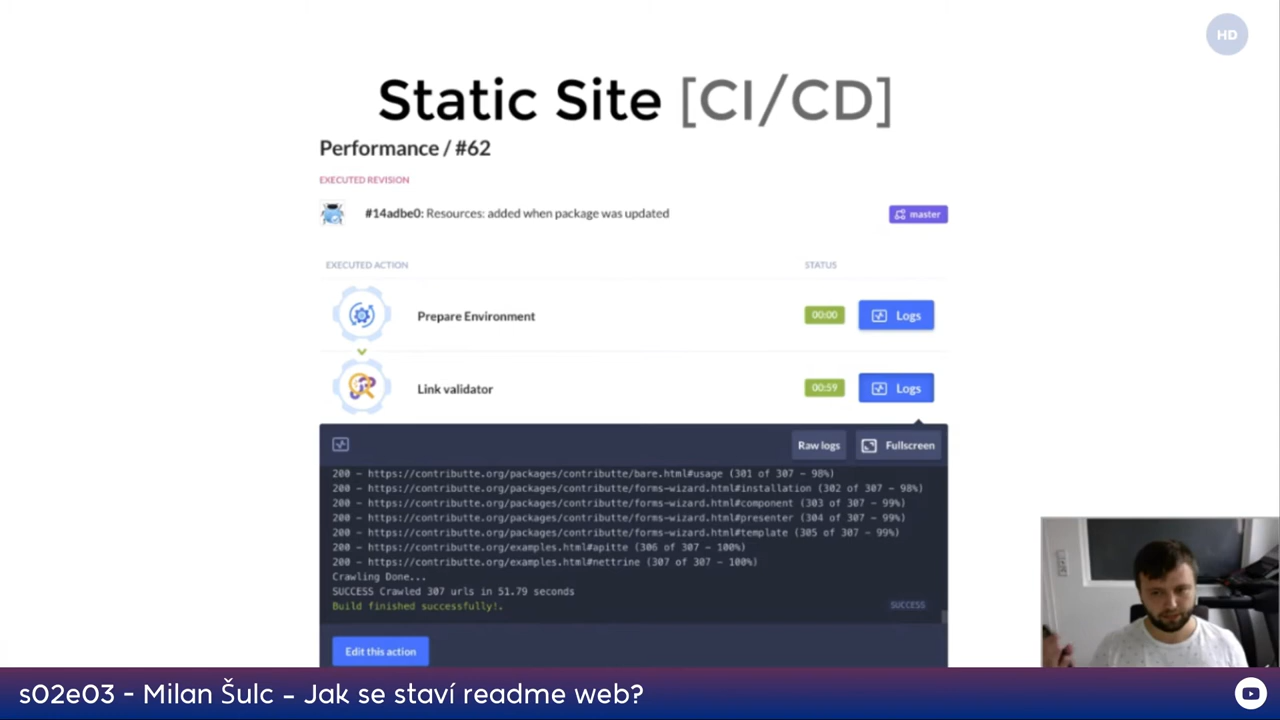 HD
Static Site [CI/CD]
Performance / #62
EXECUTED REVISION
#14adbe0: Resources: added when package was updated
master
EXECUTED ACTION
STATUS
Prepare Environment
00:00
Logs
Link validator
00:59
Logs
Raw logs
Fullscreen
200 - https://contributte.org/packages/contributte/bare.html#usage (301 of 307 - 98%)
200 - https://contributte.org/packages/contributte/forms-wizard.html#installation (302 of 307 - 98%)
200 - https://contributte.org/packages/contributte/forms-wizard.html#component (303 of 307 - 99%)
200 - https://contributte.org/packages/contributte/forms-wizard.html#presenter (304 of 307 - 99%)
200 - https://contributte.org/packages/contributte/forms-wizard.html#template (305 of 307 - 99%)
200 - https://contributte.org/examples.html#apitte (306 of 307 - 100%)
200 - https://contributte.org/examples.html#nettrine (307 of 307 - 100%)
Crawling Done...
SUCCESS Crawled 307 urls in 51.79 seconds
Build finished successfully!.
SUCCESS
Edit this action
s02e03 - Milan Šulc - Jak se staví readme web?